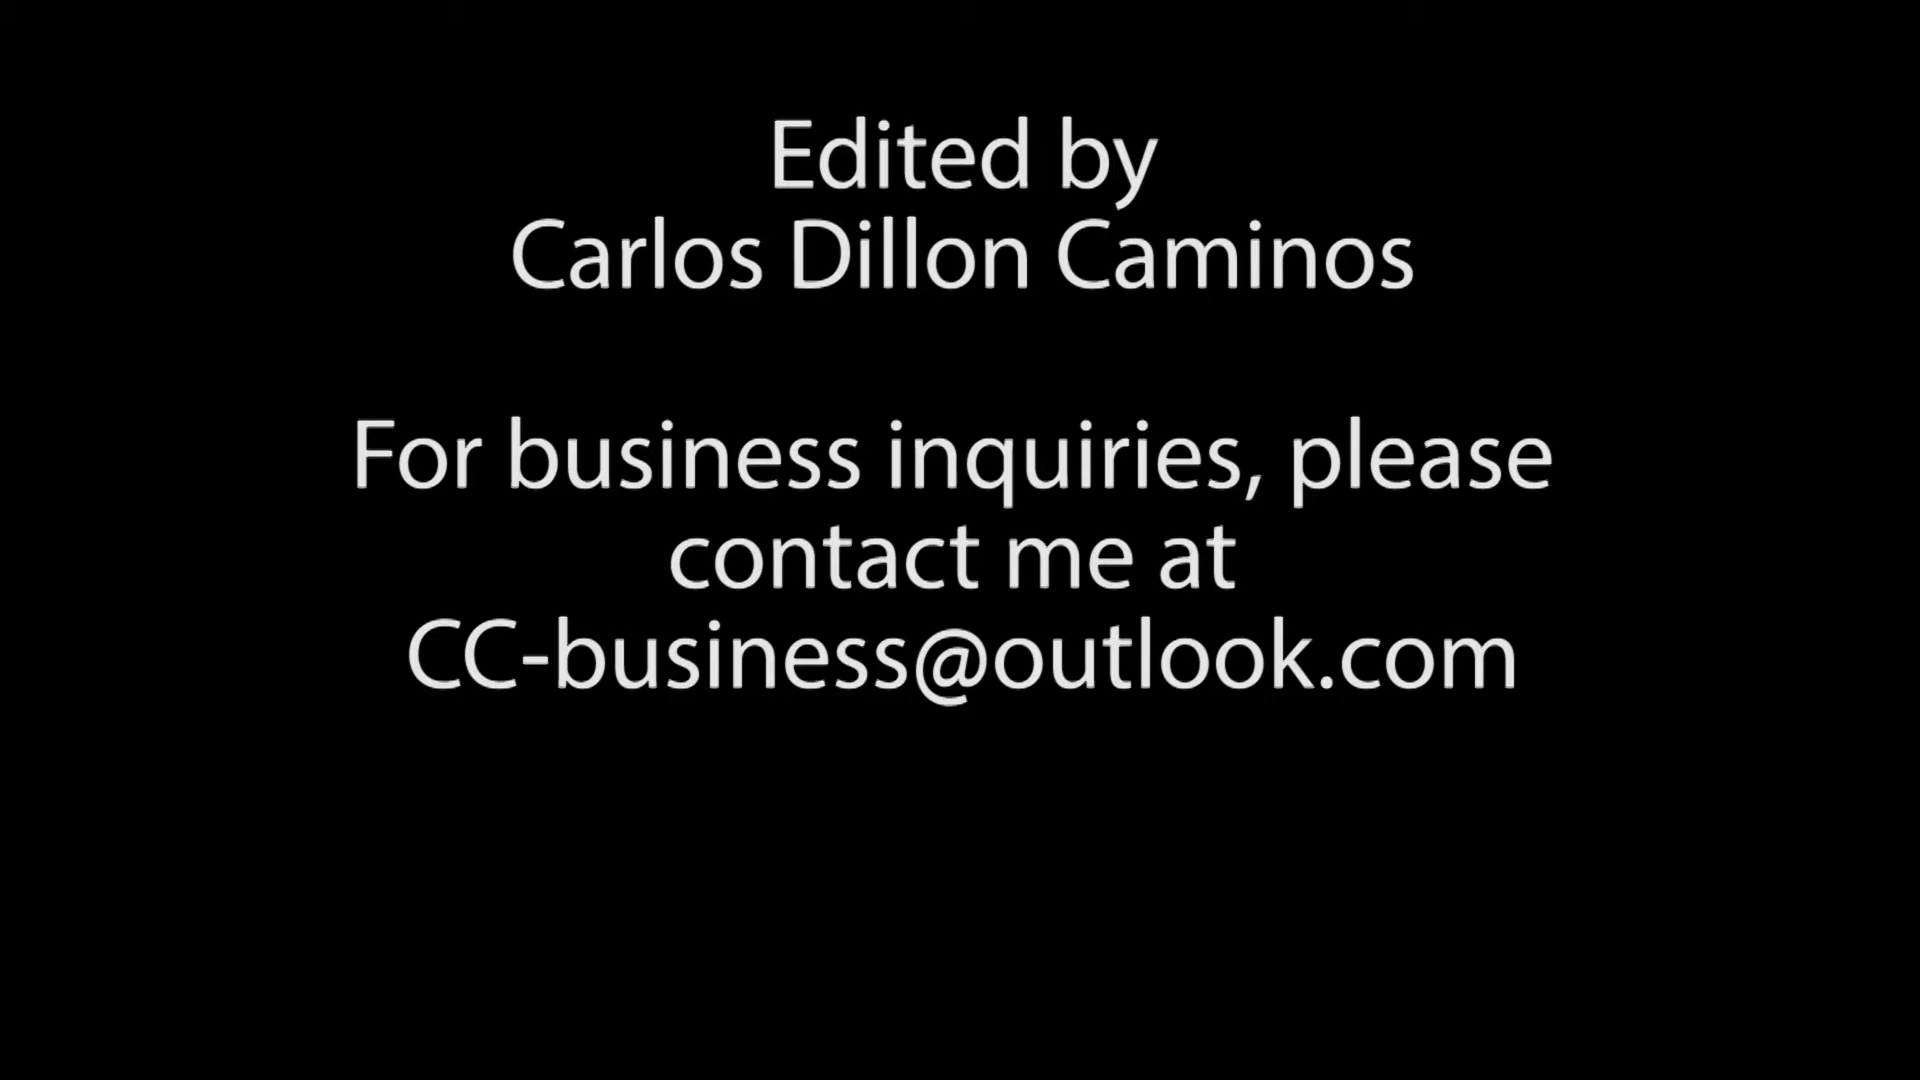 Edited by
Carlos Dillon Caminos
For business inquiries, please
contact me at
CC-business@outlook.com